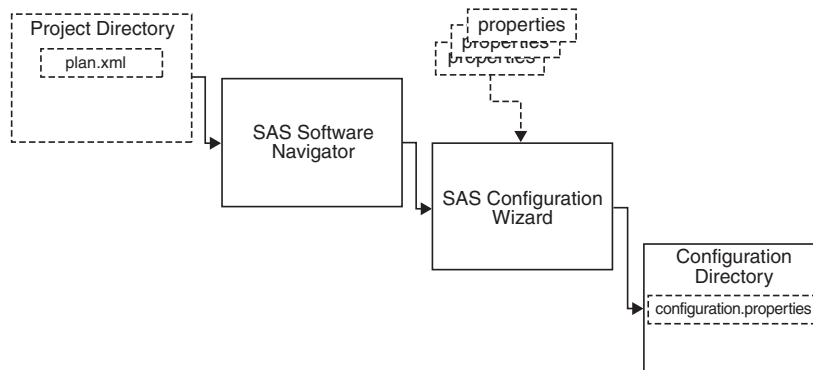 Project Directory
plan.xml
properties
properties
properties
SAS Software
Navigator
SAS Configuration
Wizard
Configuration
Directory
configuration.properties